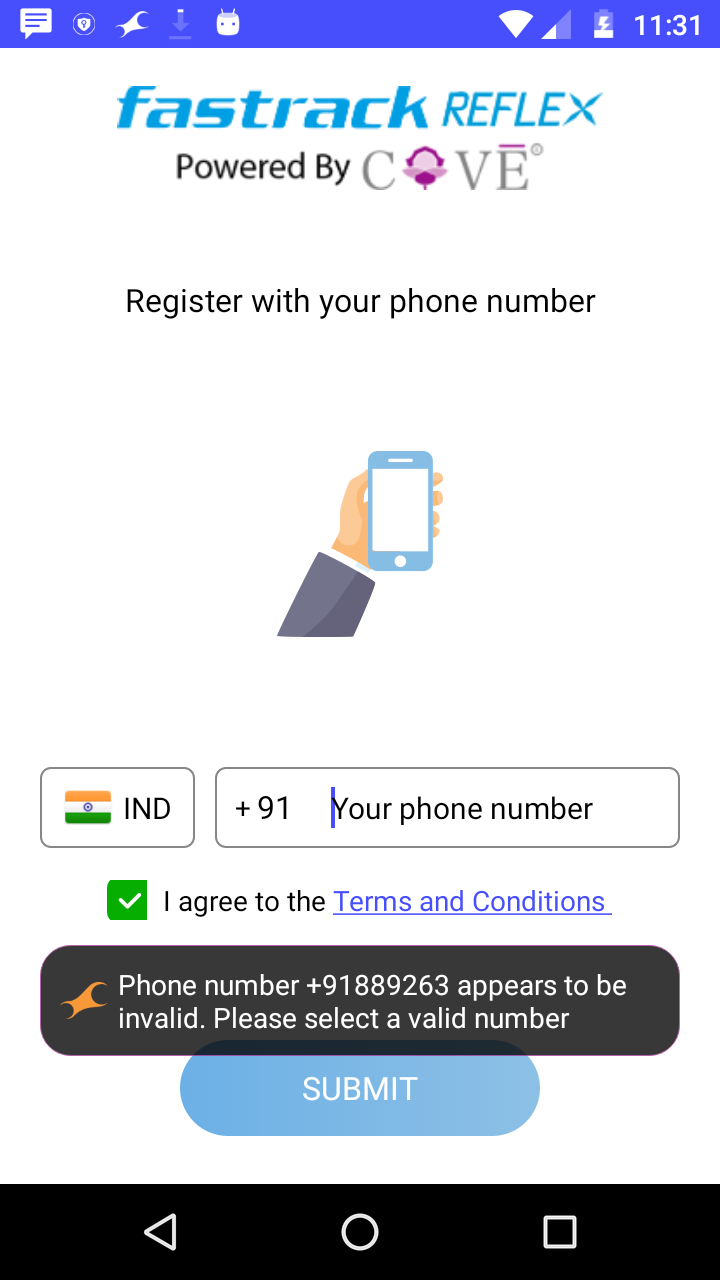 11:31
fastrack REFLEX
Powered By COVĒ®
Register with your phone number
IND
+ 91 Your phone number
I agree to the Terms and Conditions
Phone number +91889263 appears to be
invalid. Please select a valid number
SUBMIT